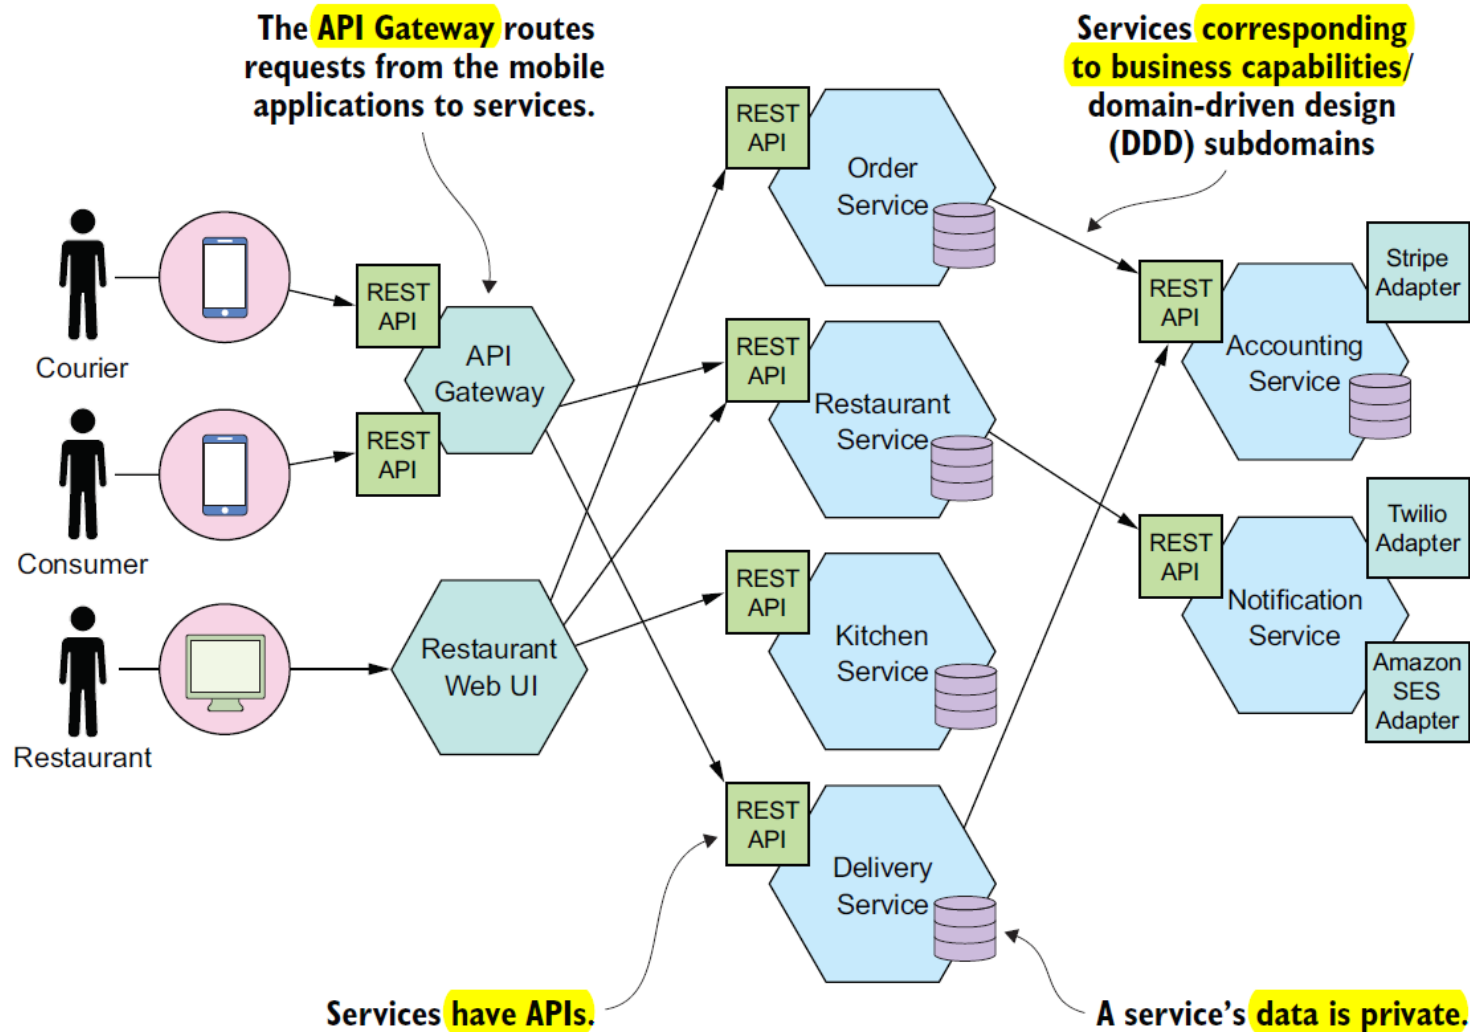 The API Gateway routes
requests from the mobile
applications to services.
Services corresponding
to business capabilities/
domain-driven design
(DDD) subdomains
REST
API
Order
Service
Courier
REST
API
API
Gateway
REST
API
Consumer
REST
API
Restaurant
Service
REST
API
Accounting
Service
Stripe
Adapter
Restaurant
Restaurant
Web UI
REST
API
Kitchen
Service
REST
API
Notification
Service
Twilio
Adapter
Amazon
SES
Adapter
REST
API
Delivery
Service
Services have APIs.
A service's data is private.